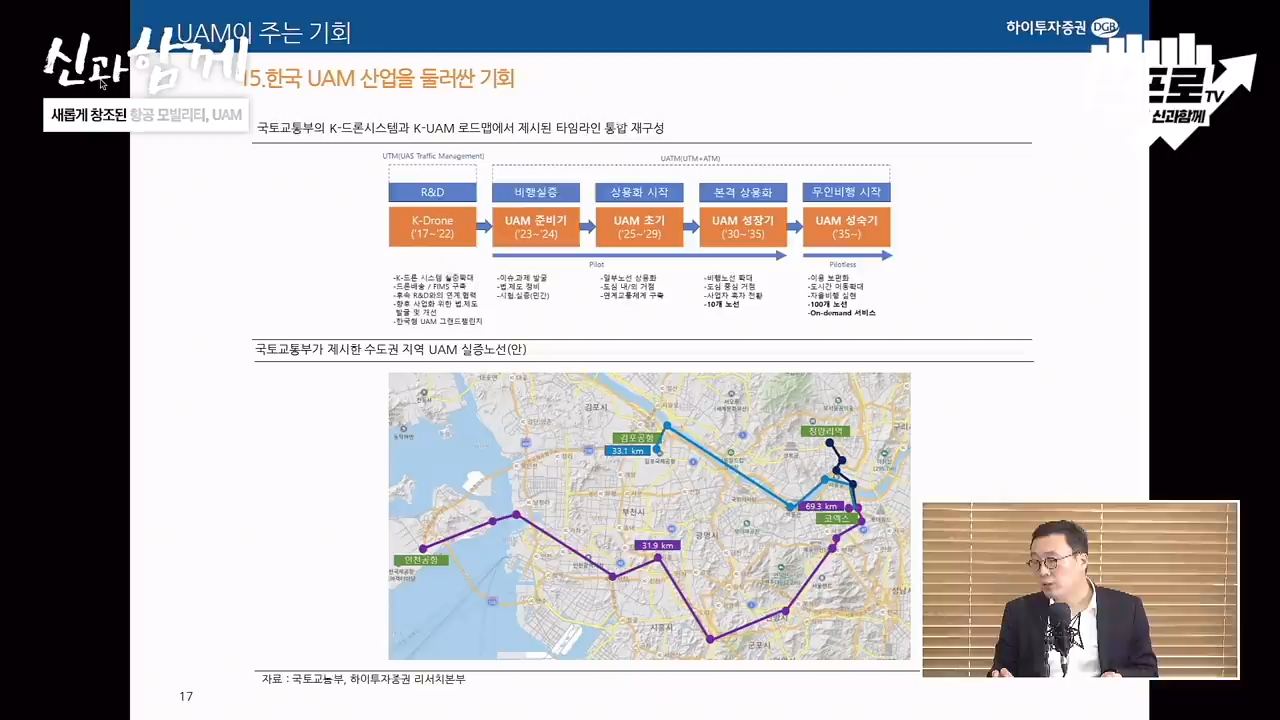 UAM이 주는 기회
하이투자증권 DGB
신과함께
새롭게 창조된 항공 모빌리티, UAM
프로TV
신과함께
15.한국 UAM 산업을 둘러싼 기회
국토교통부의 K-드론시스템과 K-UAM 로드맵에서 제시된 타임라인 통합 재구성
UTM(UAS Traffic Management)
UATM(UTM+ATM)
R&D
비행실증
상용화 시작
본격 상용화
무인비행 시작
K-Drone
('17~'22)
UAM 준비기
('23~'24)
UAM 초기
('25~'29)
UAM 성장기
('30~'35)
UAM 성숙기
('35~)
Pilot
Pilotless
-K-드론 시스템 실증확대
-드론배송 / FIMS 구축
-후속 R&D와의 연계 협력
-향후 사업화 위한 법,제도
발굴 및 개선
-한국형 UAM 그랜드챌린지
-이슈,과제 발굴
-법,제도 정비
-시험,실증(민간)
-일부노선 상용화
-도심 내/외 거점
-연계교통체계 구축
-비행노선 확대
-도심 중심 거점
-사업자 흑자 전환
-10개 노선
-이용 보편화
-도시간 이동확대
-자율비행 실현
-100개 노선
-On-demand 서비스
국토교통부가 제시한 수도권 지역 UAM 실증노선(안)
김포시
김포공항
33.1 km
청량리역
69.3 km
코엑스
부천시
31.9 km
광명시
인천공항
시흥시
군포시
자료 : 국토교통부, 하이투자증권 리서치본부
17